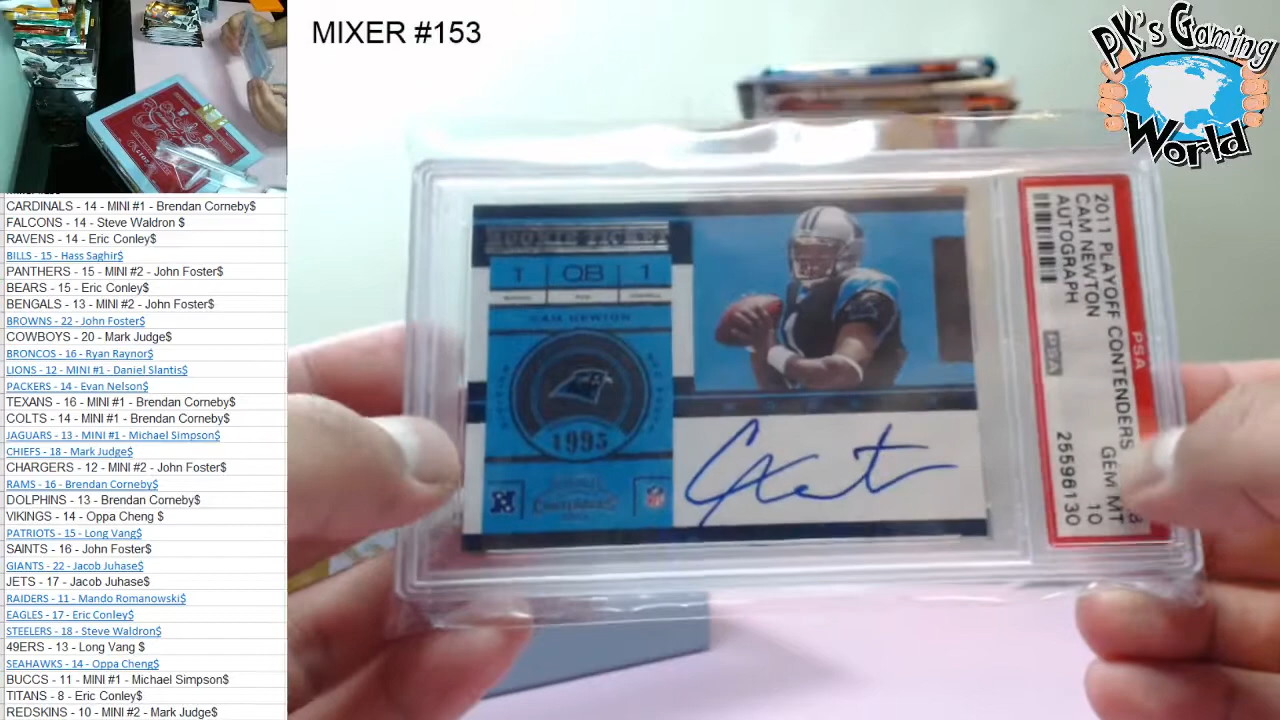 MIXER #153
PK's Gaming
World
CARDINALS - 14 - MINI #1 - Brendan Corneby$
FALCONS - 14 - Steve Waldron $
RAVENS - 14 - Eric Conley$
BILLS - 15 - Hass Saghir$
PANTHERS - 15 - MINI #2 - John Foster$
BEARS - 15 - Eric Conley$
BENGALS - 13 - MINI #2 - John Foster$
BROWNS - 22 - John Foster$
COWBOYS - 20 - Mark Judge$
BRONCOS - 16 - Ryan Raynor$
LIONS - 12 - MINI #1 - Daniel Slantis$
PACKERS - 14 - Evan Nelson$
TEXANS - 16 - MINI #1 - Brendan Corneby$
COLTS - 14 - MINI #1 - Brendan Corneby$
JAGUARS - 13 - MINI #1 - Michael Simpson$
CHIEFS - 18 - Mark Judge$
CHARGERS - 12 - MINI #2 - John Foster$
RAMS - 16 - Brendan Corneby$
DOLPHINS - 13 - Brendan Corneby$
VIKINGS - 14 - Oppa Cheng $
PATRIOTS - 15 - Long Vang$
SAINTS - 16 - John Foster$
GIANTS - 22 - Jacob Juhase$
JETS - 17 - Jacob Juhase$
RAIDERS - 11 - Mando Romanowski$
EAGLES - 17 - Eric Conley$
STEELERS - 18 - Steve Waldron$
49ERS - 13 - Long Vang $
SEAHAWKS - 14 - Oppa Cheng$
BUCCS - 11 - MINI #1 - Michael Simpson$
TITANS - 8 - Eric Conley$
REDSKINS - 10 - MINI #2 - Mark Judge$
1 QB 1
CAM NEWTON
1995
Contenders
NFL
2011 PLAYOFF CONTENDERS
CAM NEWTON
AUTOGRAPH
GEM MT
10
PSA
25596130
PSA